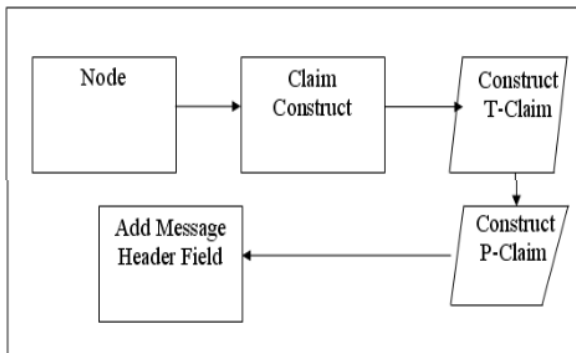 Node
Claim
Construct
Construct
T-Claim
Construct
P-Claim
Add Message
Header Field